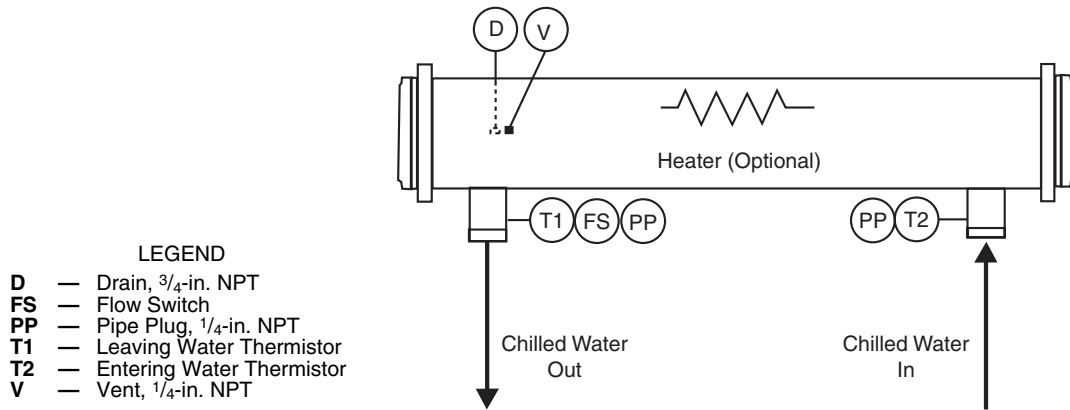 D V
Heater (Optional)
T1 FS PP
PP T2
LEGEND
D — Drain, 3/4-in. NPT
FS — Flow Switch
PP — Pipe Plug, 1/4-in. NPT
T1 — Leaving Water Thermistor
T2 — Entering Water Thermistor
V — Vent, 1/4-in. NPT
Chilled Water
Out
Chilled Water
In